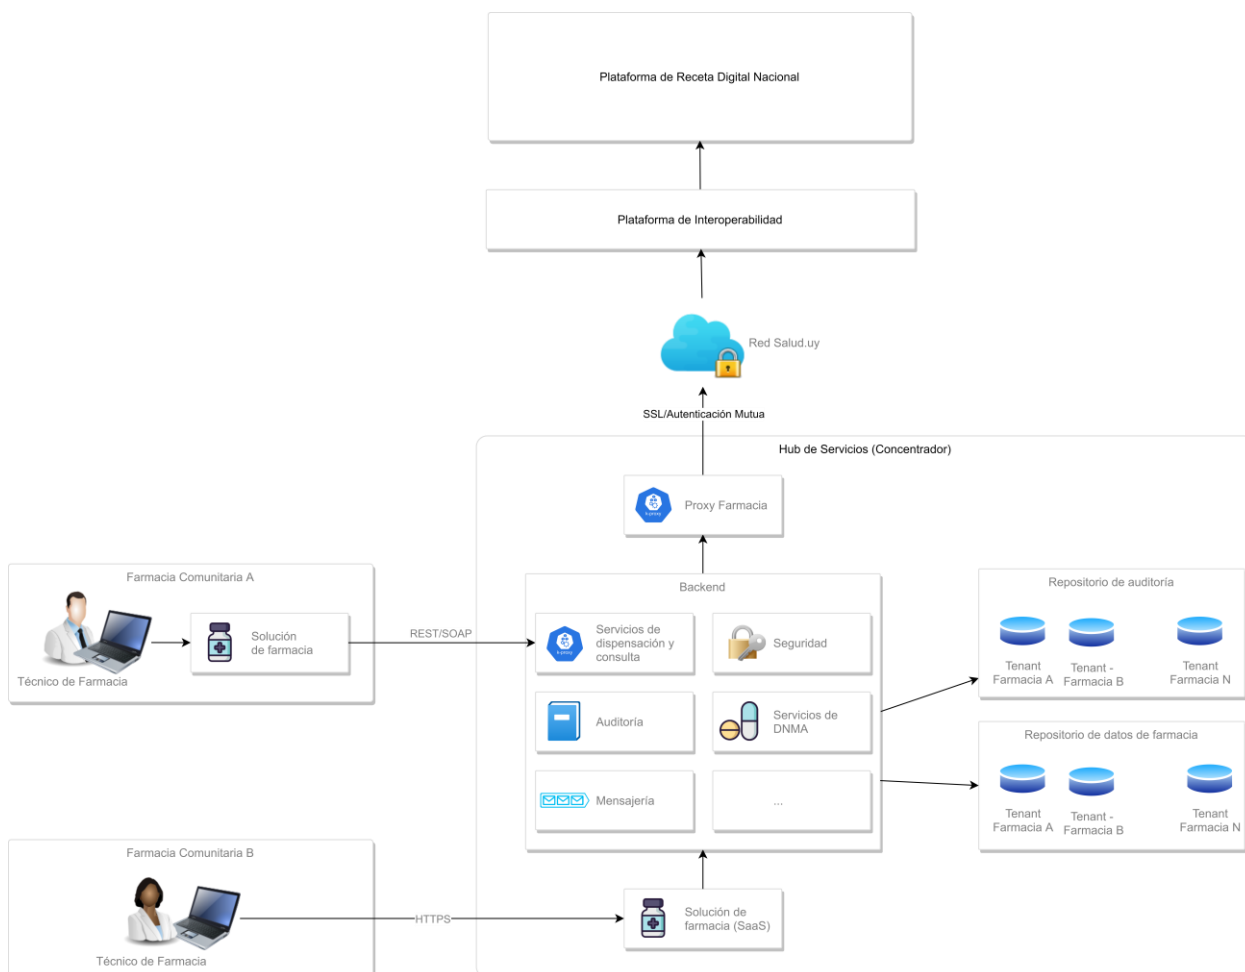 Plataforma de Receta Digital Nacional
Plataforma de Interoperabilidad
Red Salud.uy
SSL/Autenticación Mutua
Hub de Servicios (Concentrador)
Proxy Farmacia
Farmacia Comunitaria A
Técnico de Farmacia
Solución
de farmacia
REST/SOAP
Backend
Servicios de
dispensación y
consulta
Seguridad
Auditoría
Servicios de
DNMA
Mensajería
...
Repositorio de auditoría
Tenant
Farmacia A
Tenant -
Farmacia B
Tenant
Farmacia N
Repositorio de datos de farmacia
Tenant
Farmacia A
Tenant -
Farmacia B
Tenant
Farmacia N
Farmacia Comunitaria B
Técnico de Farmacia
HTTPS
Solución de
farmacia (SaaS)